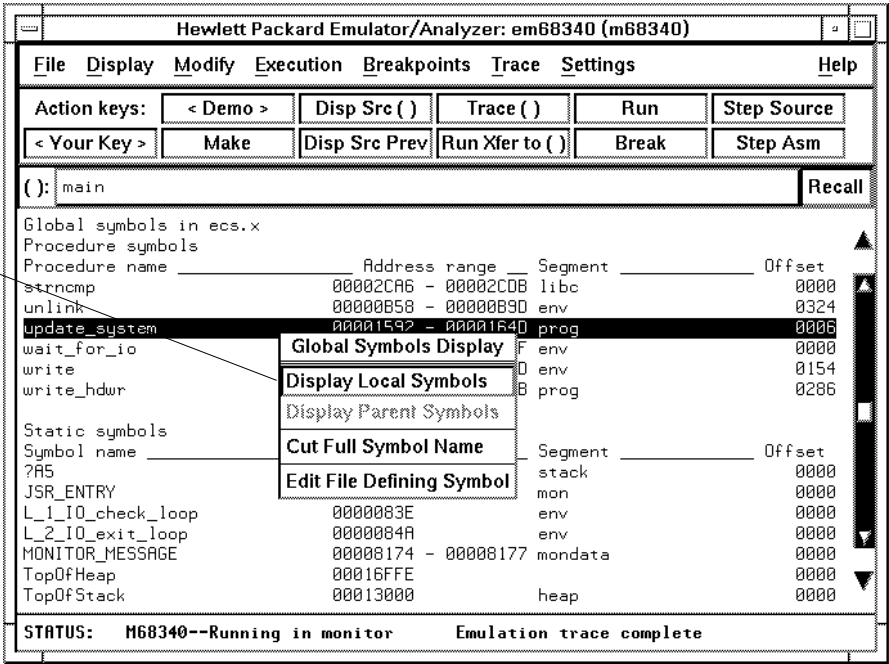 Hewlett Packard Emulator/Analyzer: em68340 (m68340)
File Display Modify Execution Breakpoints Trace Settings Help
Action keys: < Demo > Disp Src ( ) Trace ( ) Run Step Source
< Your Key > Make Disp Src Prev Run Xfer to ( ) Break Step Asm
( ): main Recall
Global symbols in ecs.x
Procedure symbols
Procedure name ________________ Address range __ Segment ____________ Offset
strncmp 00002CA6 - 00002CDB libc 0000
unlink 00000B58 - 00000B9D env 0324
update_system 00001592 - 0000164D prog 0006
wait_for_io F env 0000
write D env 0154
write_hdwr B prog 0286
Global Symbols Display
Display Local Symbols
Display Parent Symbols
Cut Full Symbol Name
Edit File Defining Symbol
Static symbols
Symbol name ____________ _ Segment ____________ Offset
?A5 stack 0000
JSR_ENTRY mon 0000
L_1_IO_check_loop 0000083E env 0000
L_2_IO_exit_loop 0000084A env 0000
MONITOR_MESSAGE 00008174 - 00008177 mondata 0000
TopOfHeap 00016FFE 0000
TopOfStack 00013000 heap 0000
STATUS: M68340--Running in monitor Emulation trace complete